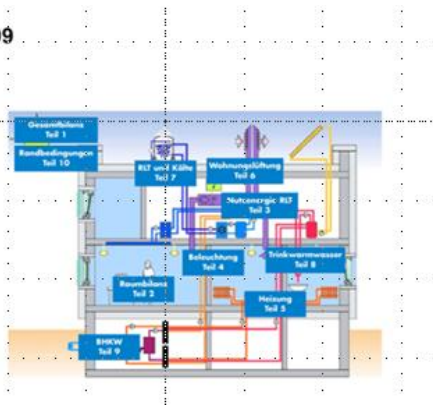 09
Gesamtbilanz
Teil 1
Randbedingungen
Teil 10
RLT und Kälte
Teil 7
Wohnungslüftung
Teil 6
Nutzenergie RLT
Teil 3
Beleuchtung
Teil 4
Trinkwarmwasser
Teil 8
Raumbilanz
Teil 2
Heizung
Teil 5
BHKW
Teil 9